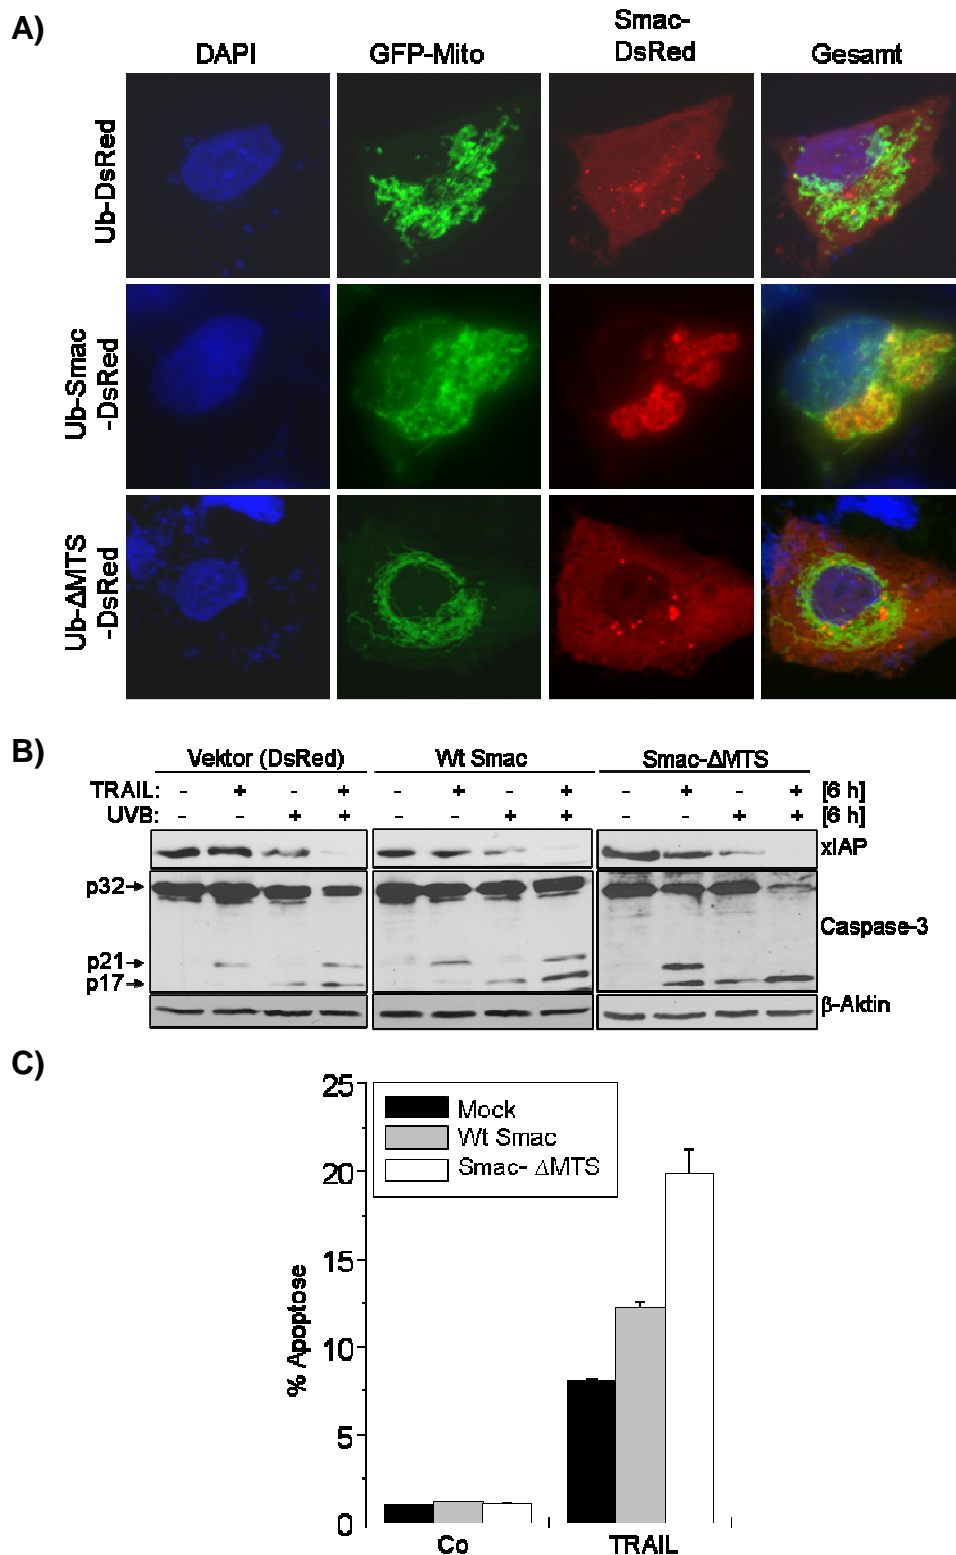 A)
DAPI GFP-Mito Smac-DsRed Gesamt
Ub-DsRed
Ub-Smac
-DsRed
Ub-ΔMTS
-DsRed
B)
Vektor (DsRed) Wt Smac Smac-ΔMTS
TRAIL: - + - + - + - + - + - + [6 h]
UVB: - - + + - - + + - - + + [6 h]
xIAP
p32
Caspase-3
p21
p17
β-Aktin
C)
25
Mock
Wt Smac
Smac- ΔMTS
20
15
10
5
0
% Apoptose
Co TRAIL